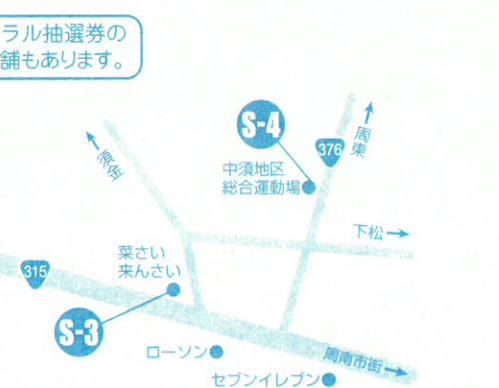 ラル抽選券の
舗もあります。
S-4
376
周東
須金
中須地区
総合運動場
下松
菜さい
来んさい
315
S-3
ローソン
周南市街
セブンイレブン